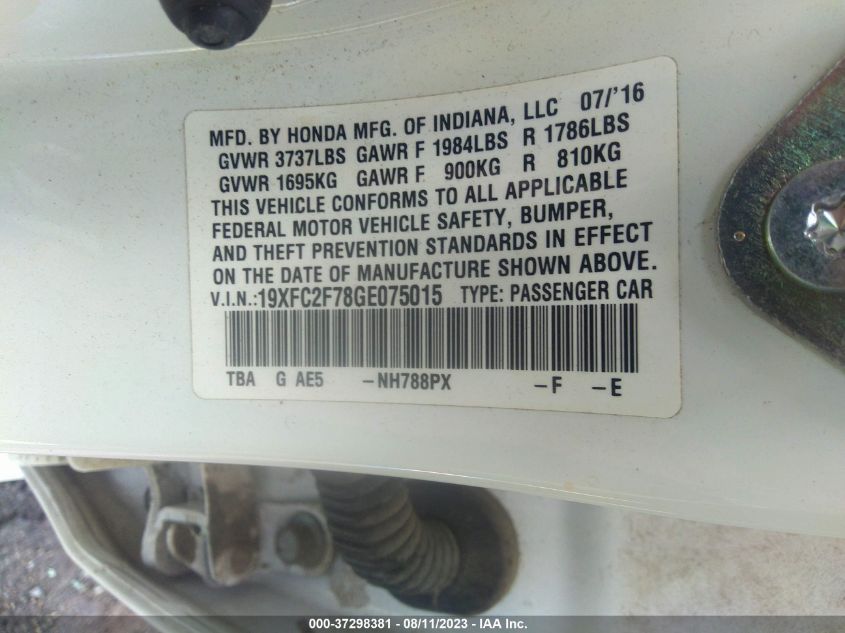 MFD. BY HONDA MFG. OF INDIANA, LLC 07/'16
GVWR 3737LBS GAWR F 1984LBS R 1786LBS
GVWR 1695KG GAWR F 900KG R 810KG
THIS VEHICLE CONFORMS TO ALL APPLICABLE
FEDERAL MOTOR VEHICLE SAFETY, BUMPER,
AND THEFT PREVENTION STANDARDS IN EFFECT
ON THE DATE OF MANUFACTURE SHOWN ABOVE.
V.I.N.:19XFC2F78GE075015 TYPE: PASSENGER CAR
TBA G AE5 -NH788PX -F -E
000-37298381 - 08/11/2023 - IAA Inc.